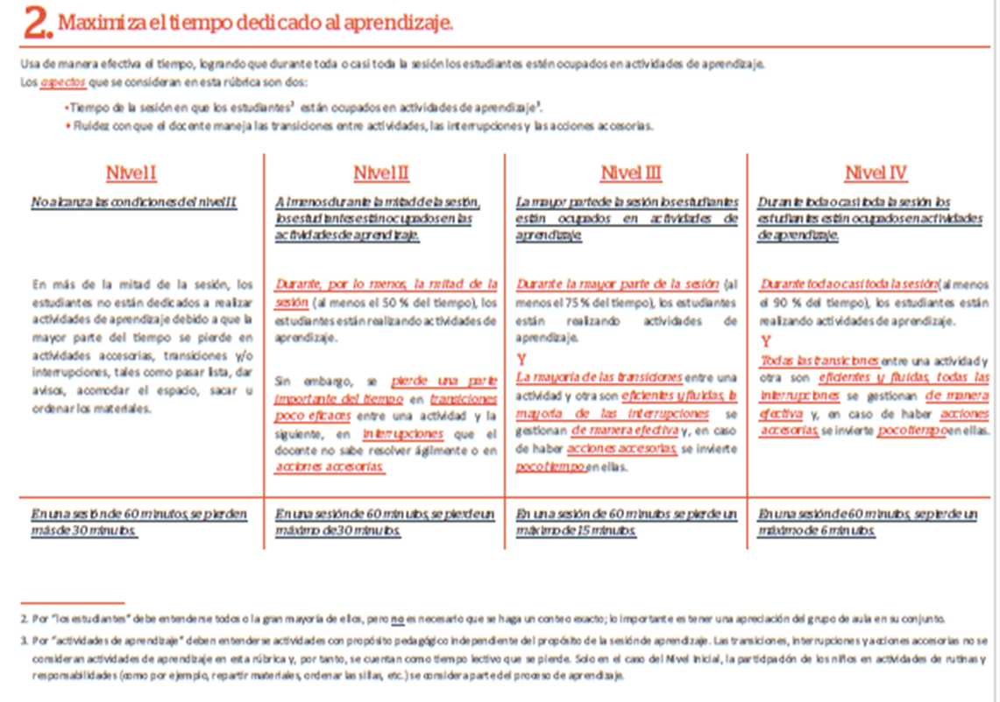 2. Maximiza el tiempo dedicado al aprendizaje.
Usa de manera efectiva el tiempo, logrando que durante toda o casi toda la sesión los estudiantes estén ocupados en actividades de aprendizaje.
Los aspectos que se consideran en esta rúbrica son dos:
•Tiempo de la sesión en que los estudiantes² están ocupados en actividades de aprendizaje³.
• Fluidez con que el docente maneja las transiciones entre actividades, las interrupciones y las acciones accesorias.
Nivel I
No alcanza las condiciones del nivel II.
En más de la mitad de la sesión, los
estudiantes no están dedicados a realizar
actividades de aprendizaje debido a que la
mayor parte del tiempo se pierde en
actividades accesorias, transiciones y/o
interrupciones, tales como pasar lista, dar
avisos, acomodar el espacio, sacar u
ordenar los materiales.
En una sesión de 60 minutos, se pierden
más de 30 minutos.
Nivel II
Al menos durante la mitad de la sesión,
los estudiantes están ocupados en las
actividades de aprendizaje.
Durante, por lo menos, la mitad de la
sesión (al menos el 50 % del tiempo), los
estudiantes están realizando actividades de
aprendizaje.
Sin embargo, se pierde una parte
importante del tiempo en transiciones
poco eficaces entre una actividad y la
siguiente, en interrupciones que el
docente no sabe resolver ágilmente o en
acciones accesorias.
En una sesión de 60 minutos, se pierde un
máximo de 30 minutos.
Nivel III
La mayor parte de la sesión los estudiantes
están ocupados en actividades de
aprendizaje.
Durante la mayor parte de la sesión (al
menos el 75 % del tiempo), los estudiantes
están realizando actividades de
aprendizaje.
Y
La mayoría de las transiciones entre una
actividad y otra son eficientes y fluidas, la
mayoría de las interrupciones se
gestionan de manera efectiva y, en caso
de haber acciones accesorias, se invierte
poco tiempo en ellas.
En una sesión de 60 minutos se pierde un
máximo de 15 minutos.
Nivel IV
Durante toda o casi toda la sesión los
estudiantes están ocupados en actividades
de aprendizaje.
Durante toda o casi toda la sesión (al menos
el 90 % del tiempo), los estudiantes están
realizando actividades de aprendizaje.
Y
Todas las transiciones entre una actividad y
otra son eficientes y fluidas, todas las
interrupciones se gestionan de manera
efectiva y, en caso de haber acciones
accesorias, se invierte poco tiempo en ellas.
En una sesión de 60 minutos, se pierde un
máximo de 6 minutos.
2. Por "los estudiantes" debe entenderse todos o la gran mayoría de ellos, pero no es necesario que se haga un conteo exacto; lo importante es tener una apreciación del grupo de aula en su conjunto.
3. Por "actividades de aprendizaje" deben entenderse actividades con propósito pedagógico independiente del propósito de la sesión de aprendizaje. Las transiciones, interrupciones y acciones accesorias no se
consideran actividades de aprendizaje en esta rúbrica y, por tanto, se cuentan como tiempo lectivo que se pierde. Solo en el caso del Nivel Inicial, la participación de los niños en actividades de rutinas y
responsabilidades (como por ejemplo, repartir materiales, ordenar las sillas, etc.) se considera parte del proceso de aprendizaje.